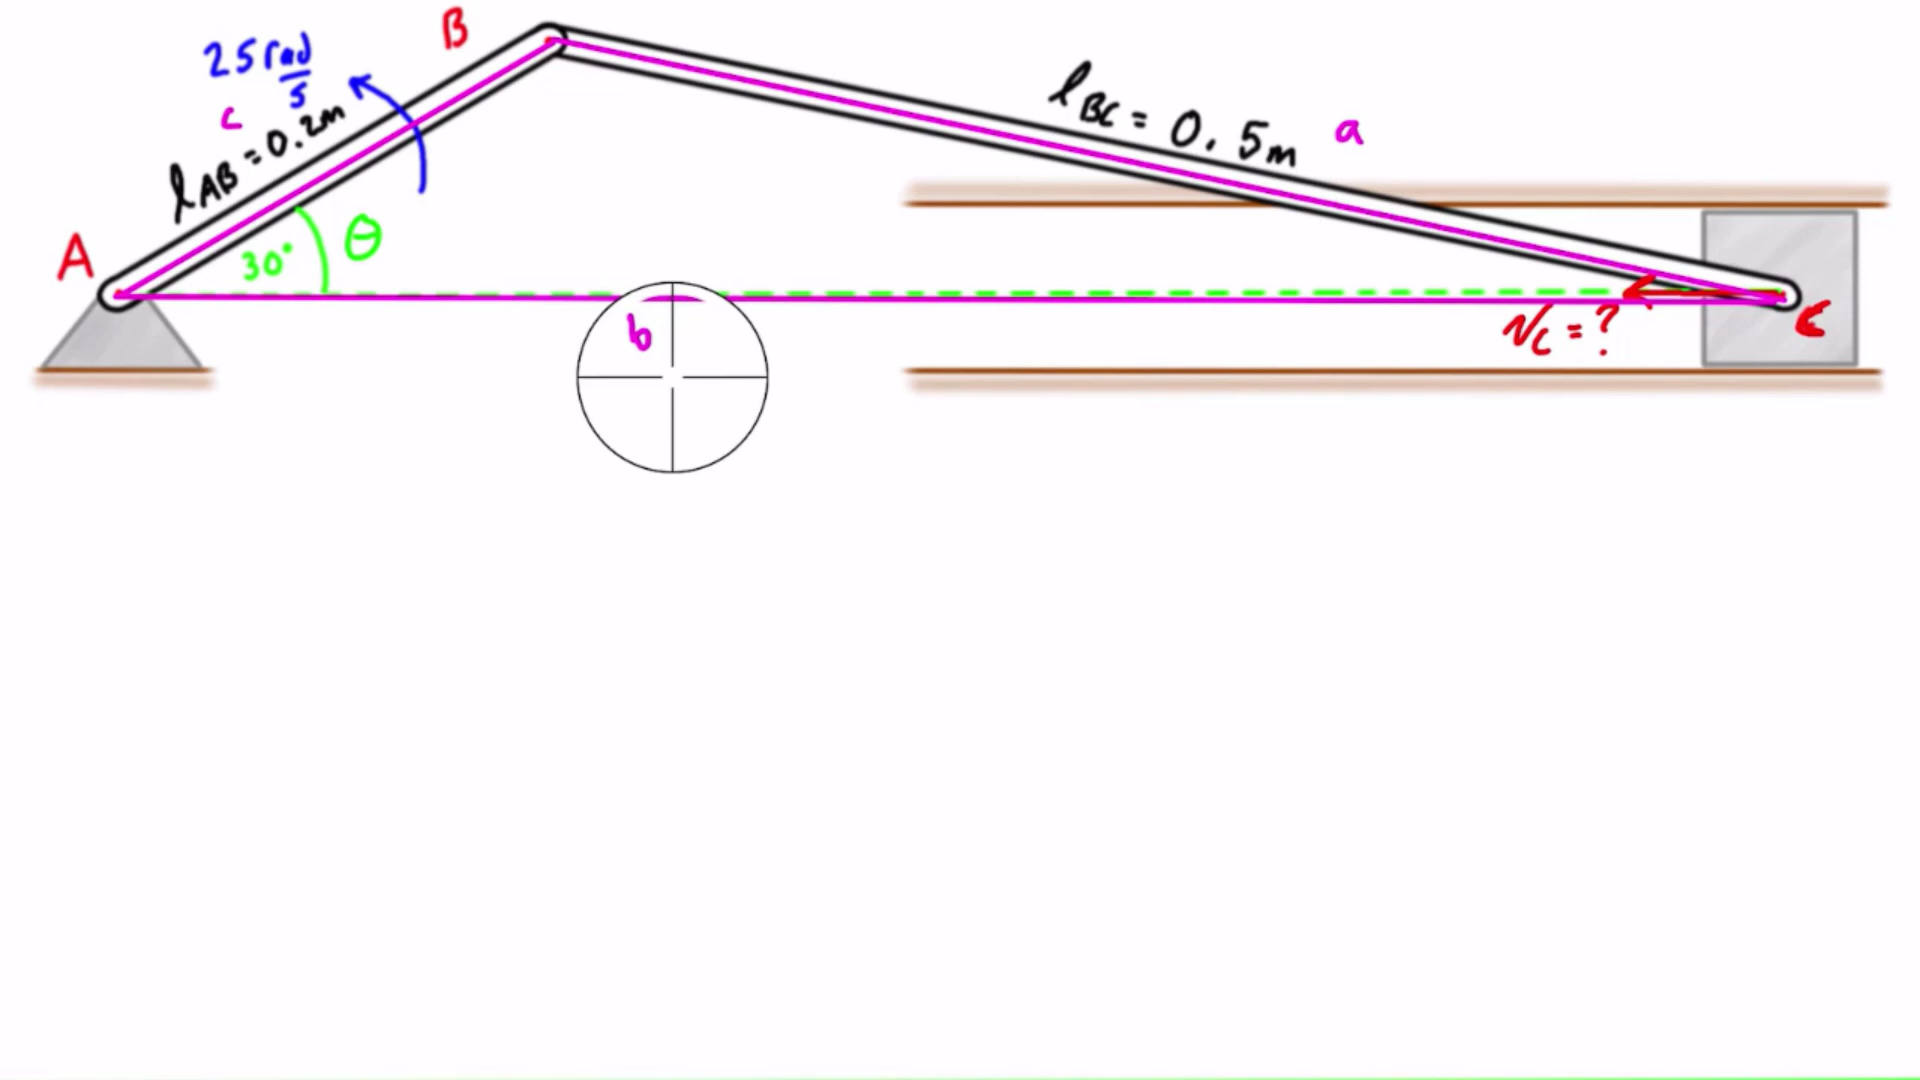 B
25 rad/s
c
l_AB = 0.2m
l_BC = 0.5m
a
A
30°
θ
b
v_C = ?
C